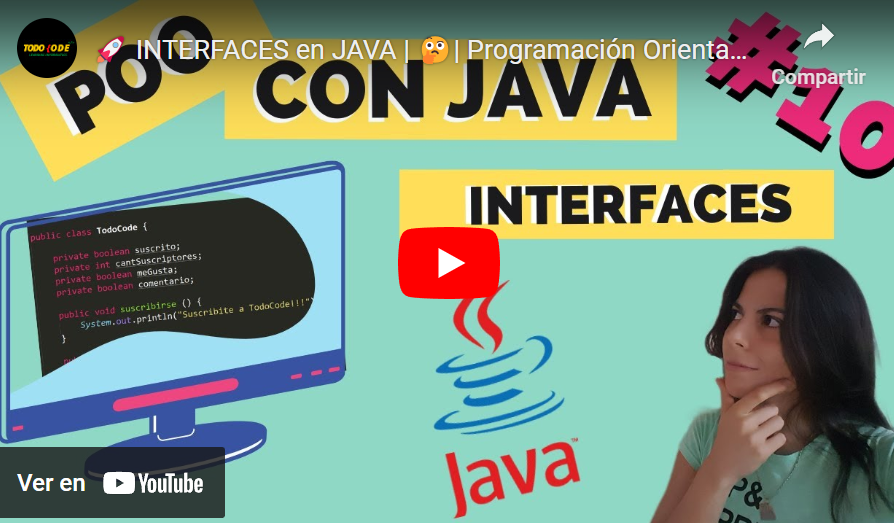 TODO CODE
🚀 INTERFACES en JAVA | 🤔 | Programación Orienta...
Compartir
POO
CON JAVA
#10
INTERFACES
public class TodoCode {
private boolean suscrito;
private int cantSuscriptores;
private boolean meGusta;
private boolean comentario;
public void suscribirse () {
System.out.println("Suscribite a TodoCode!!!"
}
Java™
Ver en YouTube